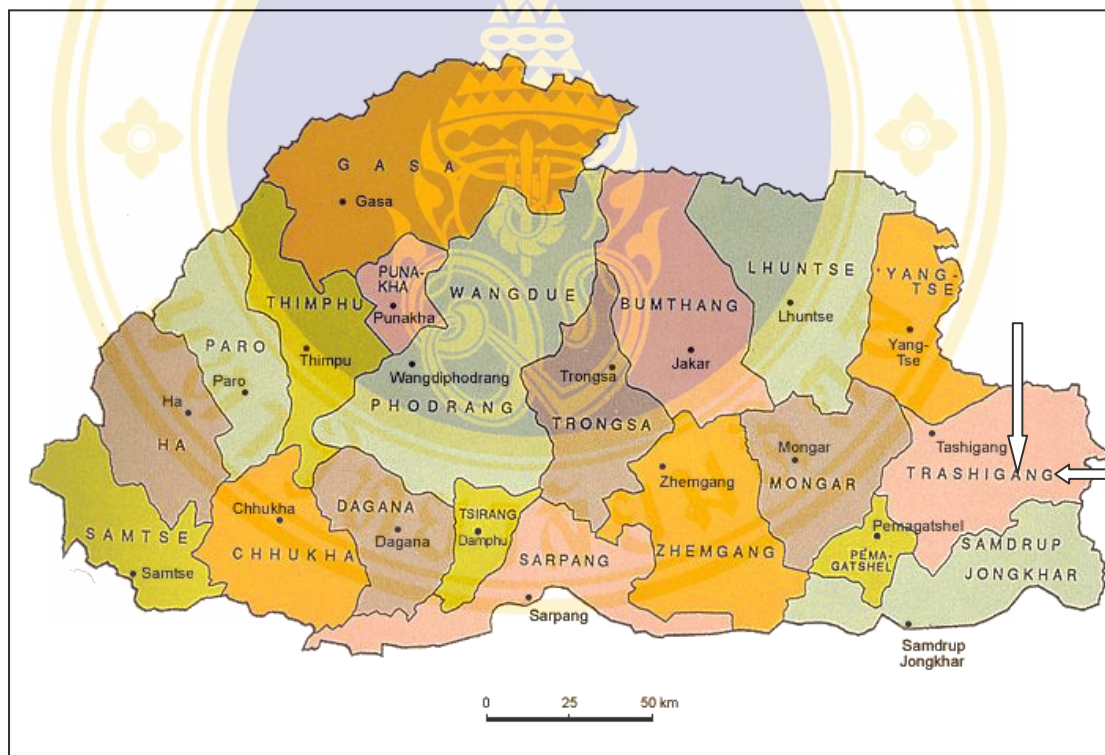 GASA
Gasa
PUNA-
KHA
Punakha
THIMPHU
Thimpu
WANGDUE
Wangdiphodrang
PHODRANG
PARO
Paro
Ha
HA
BUMTHANG
Jakar
Trongsa
TRONGSA
LHUNTSE
Lhuntse
YANG-
TSE
Yang-
Tse
Tashigang
TRASHIGANG
Mongar
MONGAR
Zhemgang
ZHEMGANG
Pemagatshel
PEMA-
GATSHEL
SAMDRUP
JONGKHAR
Samdrup
Jongkhar
SAMTSE
Samtse
Chhukha
CHHUKHA
DAGANA
Dagana
TSIRANG
Damphu
SARPANG
Sarpang
0 25 50 km